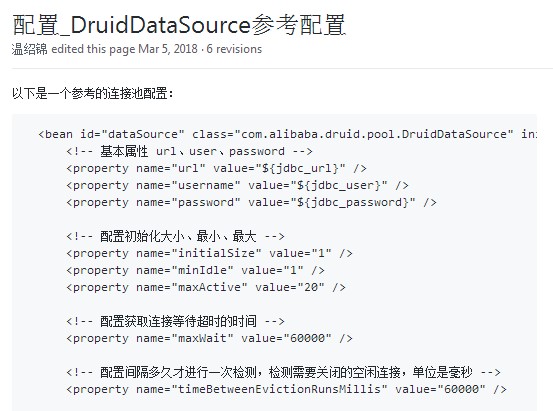 配置_DruidDataSource参考配置
温绍锦 edited this page Mar 5, 2018 · 6 revisions
以下是一个参考的连接池配置：
<bean id="dataSource" class="com.alibaba.druid.pool.DruidDataSource" ini
<!-- 基本属性 url、user、password -->
<property name="url" value="${jdbc_url}" />
<property name="username" value="${jdbc_user}" />
<property name="password" value="${jdbc_password}" />
<!-- 配置初始化大小、最小、最大 -->
<property name="initialSize" value="1" />
<property name="minIdle" value="1" />
<property name="maxActive" value="20" />
<!-- 配置获取连接等待超时的时间 -->
<property name="maxWait" value="60000" />
<!-- 配置间隔多久才进行一次检测，检测需要关闭的空闲连接，单位是毫秒 -->
<property name="timeBetweenEvictionRunsMillis" value="60000" />